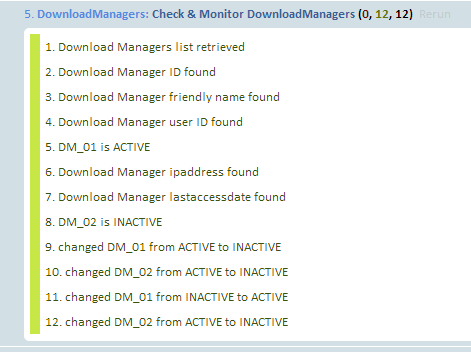 5. DownloadManagers: Check & Monitor DownloadManagers (0, 12, 12) Rerun
1. Download Managers list retrieved
2. Download Manager ID found
3. Download Manager friendly name found
4. Download Manager user ID found
5. DM_01 is ACTIVE
6. Download Manager ipaddress found
7. Download Manager lastaccessdate found
8. DM_02 is INACTIVE
9. changed DM_01 from ACTIVE to INACTIVE
10. changed DM_02 from ACTIVE to INACTIVE
11. changed DM_01 from INACTIVE to ACTIVE
12. changed DM_02 from ACTIVE to INACTIVE